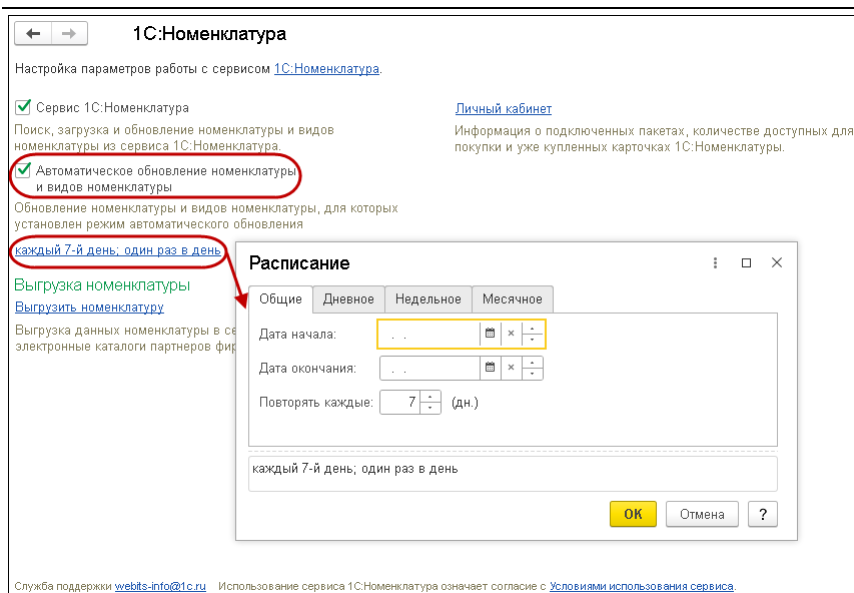 1С:Номенклатура
Настройка параметров работы с сервисом 1С:Номенклатура.
Сервис 1С:Номенклатура
Поиск, загрузка и обновление номенклатуры и видов
номенклатуры из сервиса 1С:Номенклатура.
Личный кабинет
Информация о подключенных пакетах, количестве доступных для
покупки и уже купленных карточках 1С:Номенклатуры.
Автоматическое обновление номенклатуры
и видов номенклатуры
Обновление номенклатуры и видов номенклатуры, для которых
установлен режим автоматического обновления
каждый 7-й день; один раз в день
Выгрузка номенклатуры
Выгрузить номенклатуру
Выгрузка данных номенклатуры в
электронные каталоги партнеров
Расписание
Общие Дневное Недельное Месячное
Дата начала: . .
Дата окончания: . .
Повторять каждые: 7 (дн.)
каждый 7-й день; один раз в день
ОК Отмена ?
Служба поддержки webits-info@1c.ru Использование сервиса 1С:Номенклатура означает согласие с Условиями использования сервиса.